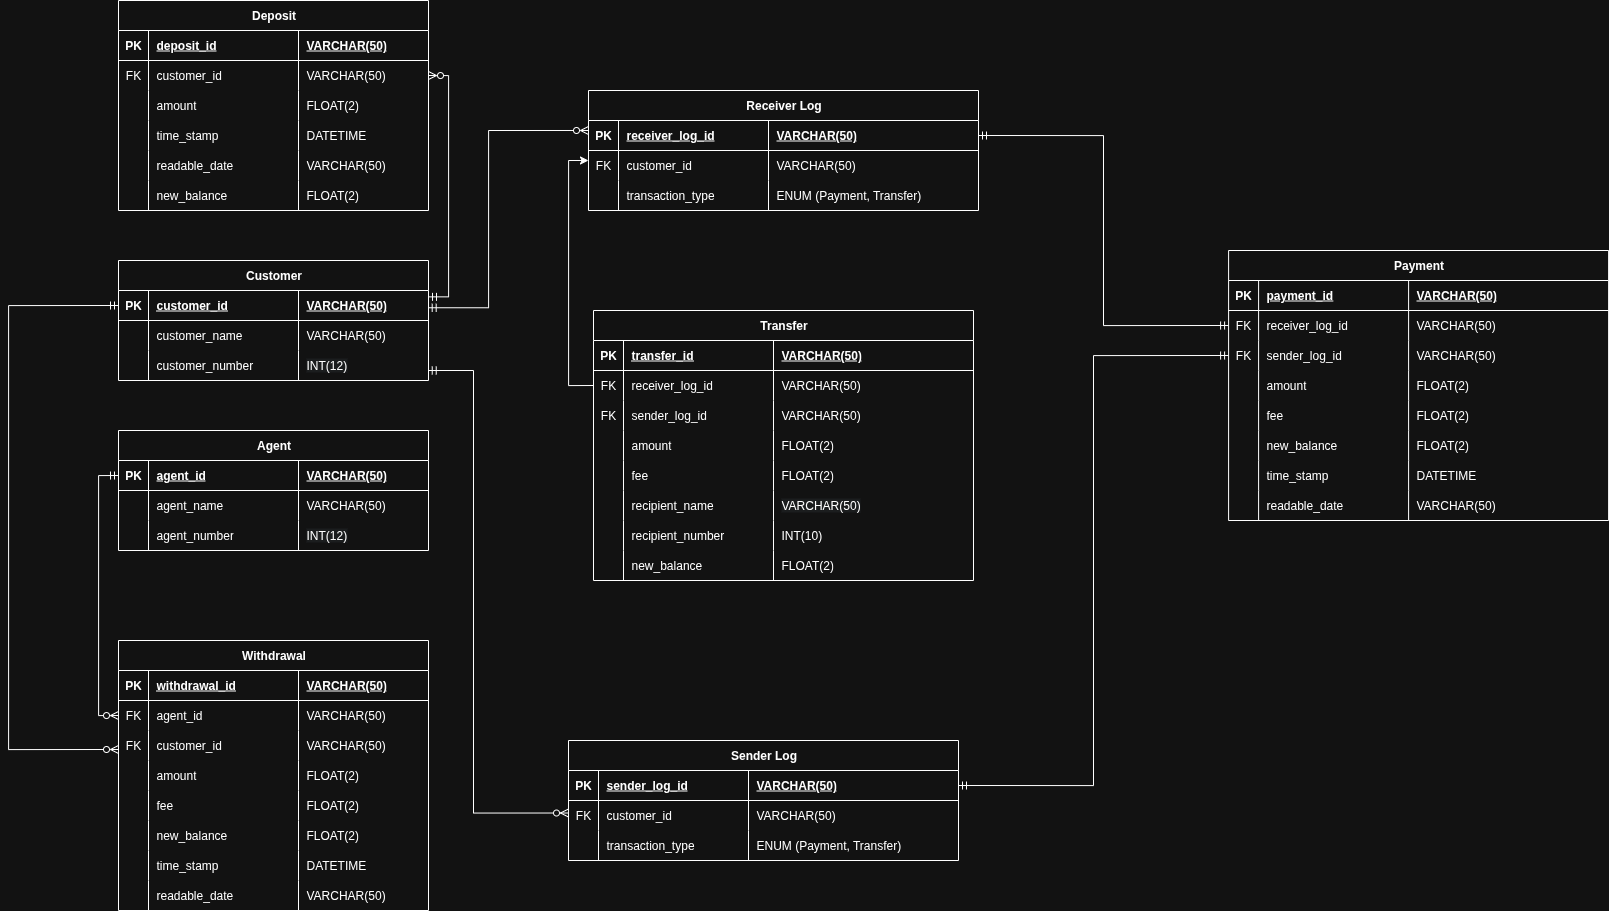 Deposit
PK deposit_id VARCHAR(50)
FK customer_id VARCHAR(50)
amount FLOAT(2)
time_stamp DATETIME
readable_date VARCHAR(50)
new_balance FLOAT(2)
Customer
PK customer_id VARCHAR(50)
customer_name VARCHAR(50)
customer_number INT(12)
Agent
PK agent_id VARCHAR(50)
agent_name VARCHAR(50)
agent_number INT(12)
Withdrawal
PK withdrawal_id VARCHAR(50)
FK agent_id VARCHAR(50)
FK customer_id VARCHAR(50)
amount FLOAT(2)
fee FLOAT(2)
new_balance FLOAT(2)
time_stamp DATETIME
readable_date VARCHAR(50)
Receiver Log
PK receiver_log_id VARCHAR(50)
FK customer_id VARCHAR(50)
transaction_type ENUM (Payment, Transfer)
Transfer
PK transfer_id VARCHAR(50)
FK receiver_log_id VARCHAR(50)
FK sender_log_id VARCHAR(50)
amount FLOAT(2)
fee FLOAT(2)
recipient_name VARCHAR(50)
recipient_number INT(10)
new_balance FLOAT(2)
Sender Log
PK sender_log_id VARCHAR(50)
FK customer_id VARCHAR(50)
transaction_type ENUM (Payment, Transfer)
Payment
PK payment_id VARCHAR(50)
FK receiver_log_id VARCHAR(50)
FK sender_log_id VARCHAR(50)
amount FLOAT(2)
fee FLOAT(2)
new_balance FLOAT(2)
time_stamp DATETIME
readable_date VARCHAR(50)